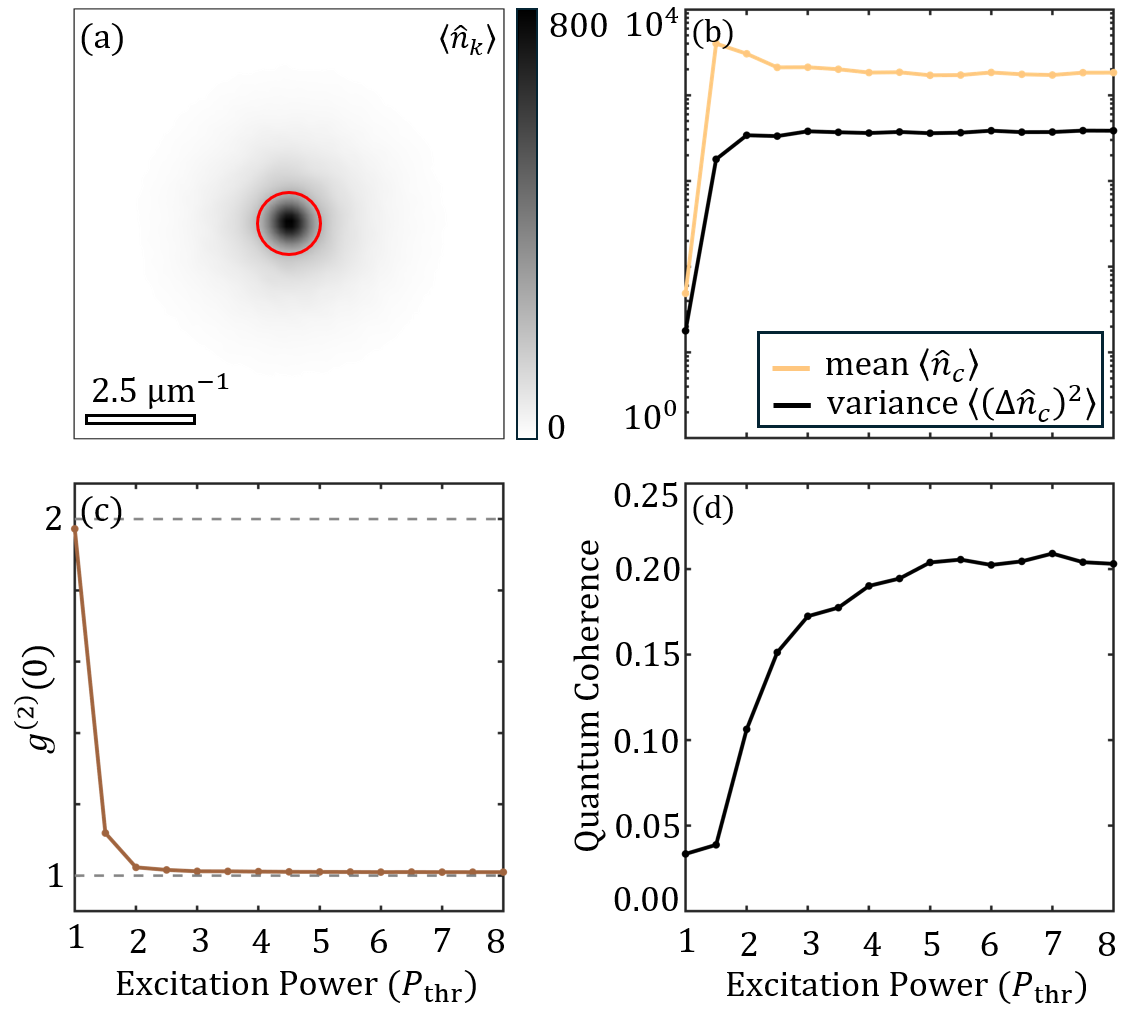 (a)
⟨n̂ₖ⟩
800
0
2.5 μm⁻¹
(b)
10⁴
10⁰
mean ⟨n̂_c⟩
variance ⟨(Δn̂_c)²⟩
(c)
2
1
g⁽²⁾(0)
1 2 3 4 5 6 7 8
Excitation Power (P_thr)
(d)
0.25
0.20
0.15
0.10
0.05
0.00
Quantum Coherence
1 2 3 4 5 6 7 8
Excitation Power (P_thr)